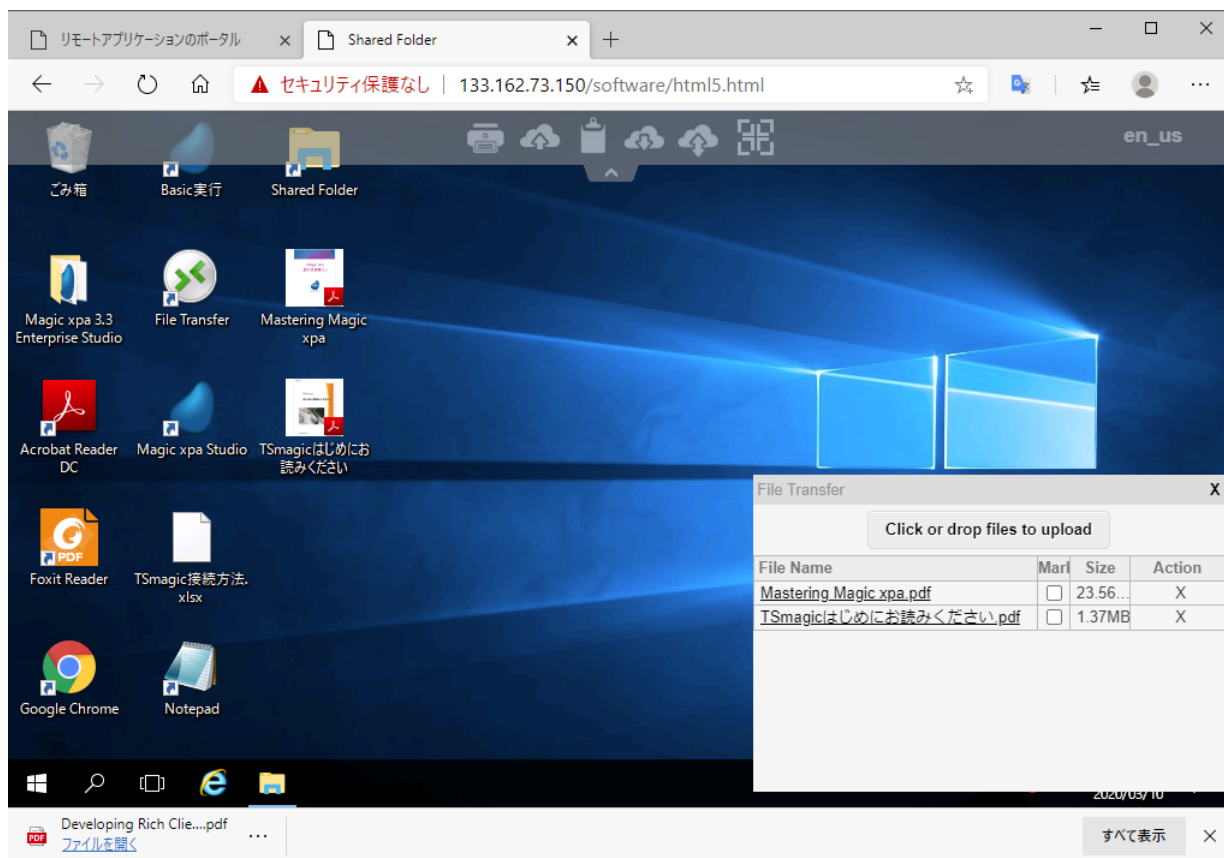 リモートアプリケーションのポータル
Shared Folder
セキュリティ保護なし
133.162.73.150/software/html5.html
en_us
ごみ箱
Basic実行
Shared Folder
Magic xpa 3.3
Enterprise Studio
File Transfer
Mastering Magic
xpa
Acrobat Reader
DC
Magic xpa Studio
TSmagicはじめにお
読みください
Foxit Reader
PDF
TSmagic接続方法.
xlsx
Google Chrome
Notepad
File Transfer
X
Click or drop files to upload
File Name
Mark
Size
Action
Mastering Magic xpa.pdf
23.56...
X
TSmagicはじめにお読みください.pdf
1.37MB
X
2020/03/10
PDF
Developing Rich Clie....pdf
ファイルを開く
すべて表示